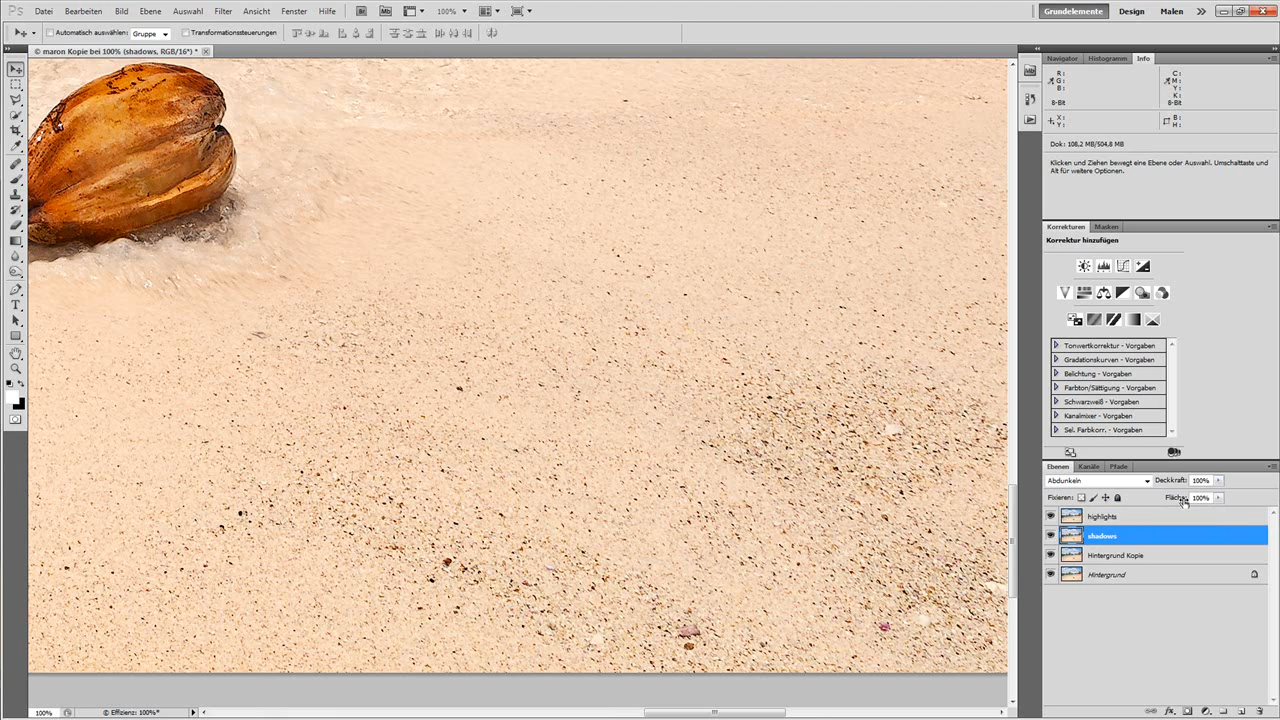 Ps Datei Bearbeiten Bild Ebene Auswahl Filter Ansicht Fenster Hilfe Br Mb 100% Grundelemente Design Malen
Automatisch auswählen: Gruppe Transformationssteuerungen
© maron Kopie bei 100% (shadows, RGB/16*) *
Navigator Histogramm Info
R: C:
G: M:
B: Y:
K:
8-Bit 8-Bit
X: B:
Y: H:
Dok: 108,2 MB/504,8 MB
Klicken und Ziehen bewegt eine Ebene oder Auswahl. Umschalttaste und
Alt für weitere Optionen.
Korrekturen Masken
Korrektur hinzufügen
Tonwertkorrektur - Vorgaben
Gradationskurven - Vorgaben
Belichtung - Vorgaben
Farbton/Sättigung - Vorgaben
Schwarzweiß - Vorgaben
Kanalmixer - Vorgaben
Sel. Farbkorr. - Vorgaben
Ebenen Kanäle Pfade
Abdunkeln Deckkraft: 100%
Fixieren: Fläche: 100%
highlights
shadows
Hintergrund Kopie
Hintergrund
100% © Effizienz: 100%*